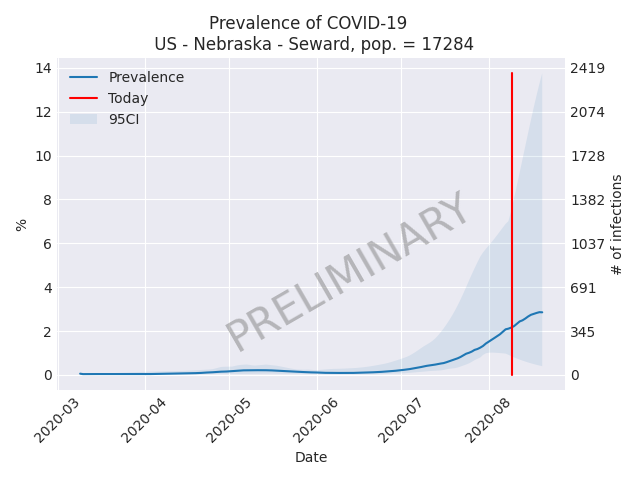 Prevalence of COVID-19
US - Nebraska - Seward, pop. = 17284
Prevalence
Today
95CI
14
12
10
8
6
4
2
0
%
2419
2074
1728
1382
1037
691
345
0
# of infections
PRELIMINARY
2020-03
2020-04
2020-05
2020-06
2020-07
2020-08
Date